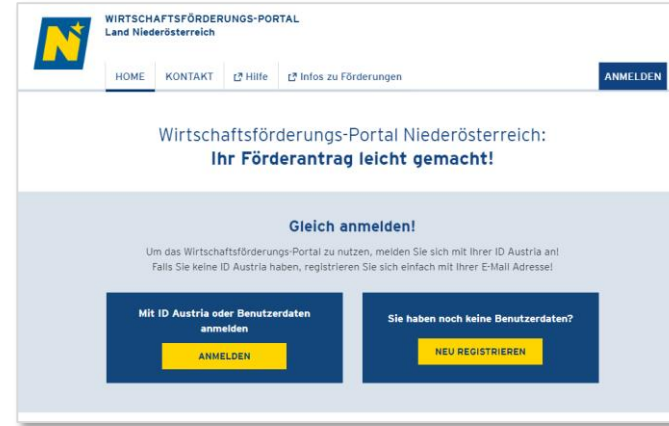 WIRTSCHAFTSFÖRDERUNGS-PORTAL
Land Niederösterreich
N
HOME KONTAKT Hilfe Infos zu Förderungen ANMELDEN
Wirtschaftsförderungs-Portal Niederösterreich:
Ihr Förderantrag leicht gemacht!
Gleich anmelden!
Um das Wirtschaftsförderungs-Portal zu nutzen, melden Sie sich mit Ihrer ID Austria an!
Falls Sie keine ID Austria haben, registrieren Sie sich einfach mit Ihrer E-Mail Adresse!
Mit ID Austria oder Benutzerdaten
anmelden
ANMELDEN
Sie haben noch keine Benutzerdaten?
NEU REGISTRIEREN